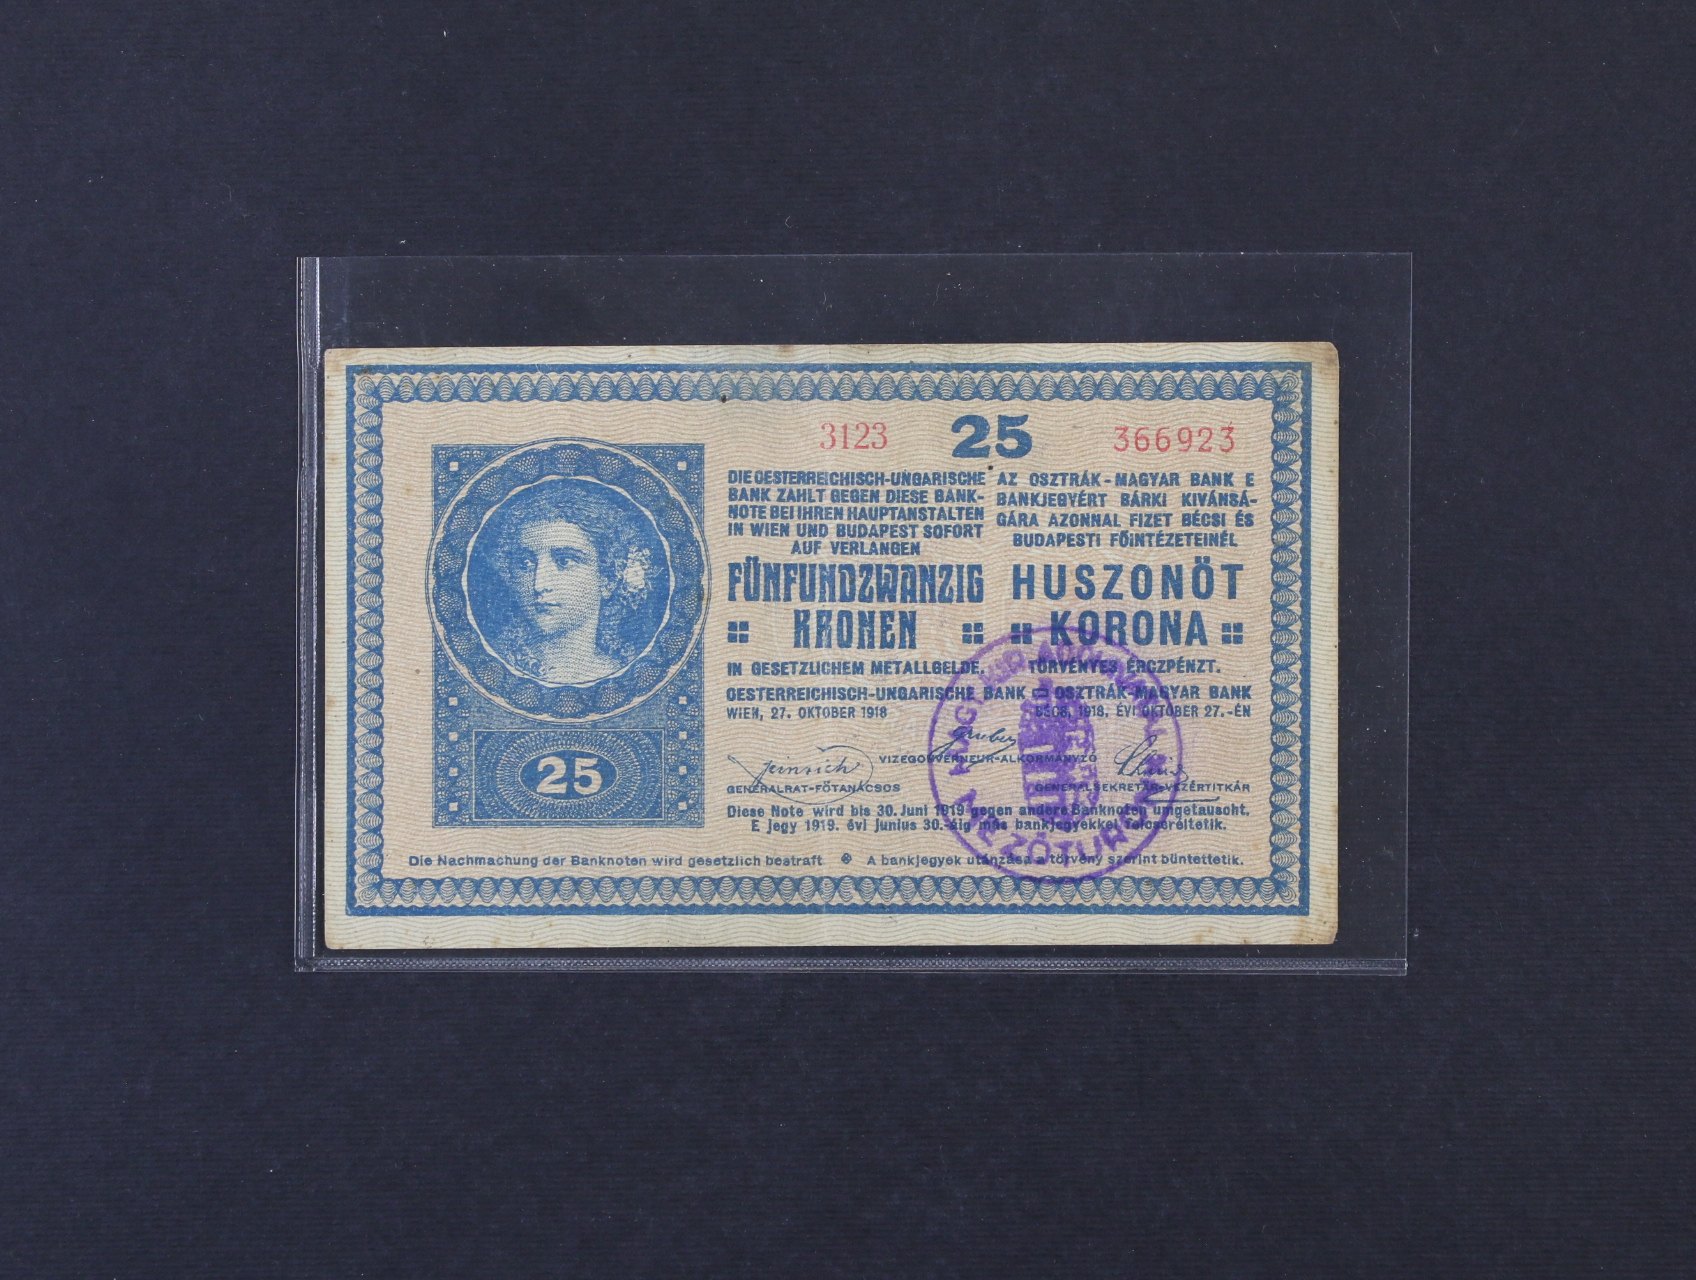 3123 25 366923
DIE OESTERREICHISCH-UNGARISCHE
BANK ZAHLT GEGEN DIESE BANK-
NOTE BEI IHREN HAUPTANSTALTEN
IN WIEN UND BUDAPEST SOFORT
AUF VERLANGEN
FÜNFUNDZWANZIG
KRONEN
IN GESETZLICHEM METALLGELDE.
AZ OSZTRÁK-MAGYAR BANK E
BANKJEGYÉRT BÁRKI KIVÁNSÁ-
GÁRA AZONNAL FIZET BÉCSI ÉS
BUDAPESTI FŐINTÉZETEINÉL
HUSZONÖT
KORONA
TÖRVÉNYES ÉRCZPÉNZT.
OESTERREICHISCH-UNGARISCHE BANK OSZTRÁK-MAGYAR BANK
WIEN, 27. OKTOBER 1918
BÉCS, 1918. ÉVI OKTÓBER 27.-ÉN
Gruber
VIZEGOUVERNEUR-ALKORMÁNYZÓ
GENERALRAT-FŐTANÁCSOS
GENERALSEKRETÄR-VEZÉRTITKÁR
Diese Note wird bis 30. Juni 1919 gegen andere Banknoten umgetauscht.
E jegy 1919. évi junius 30.-áig más bankjegyekkel felcseréltetik.
Die Nachmachung der Banknoten wird gesetzlich bestraft A bankjegyek utánzása a törvény szerint büntettetik.
25
MEZŐTÚRON